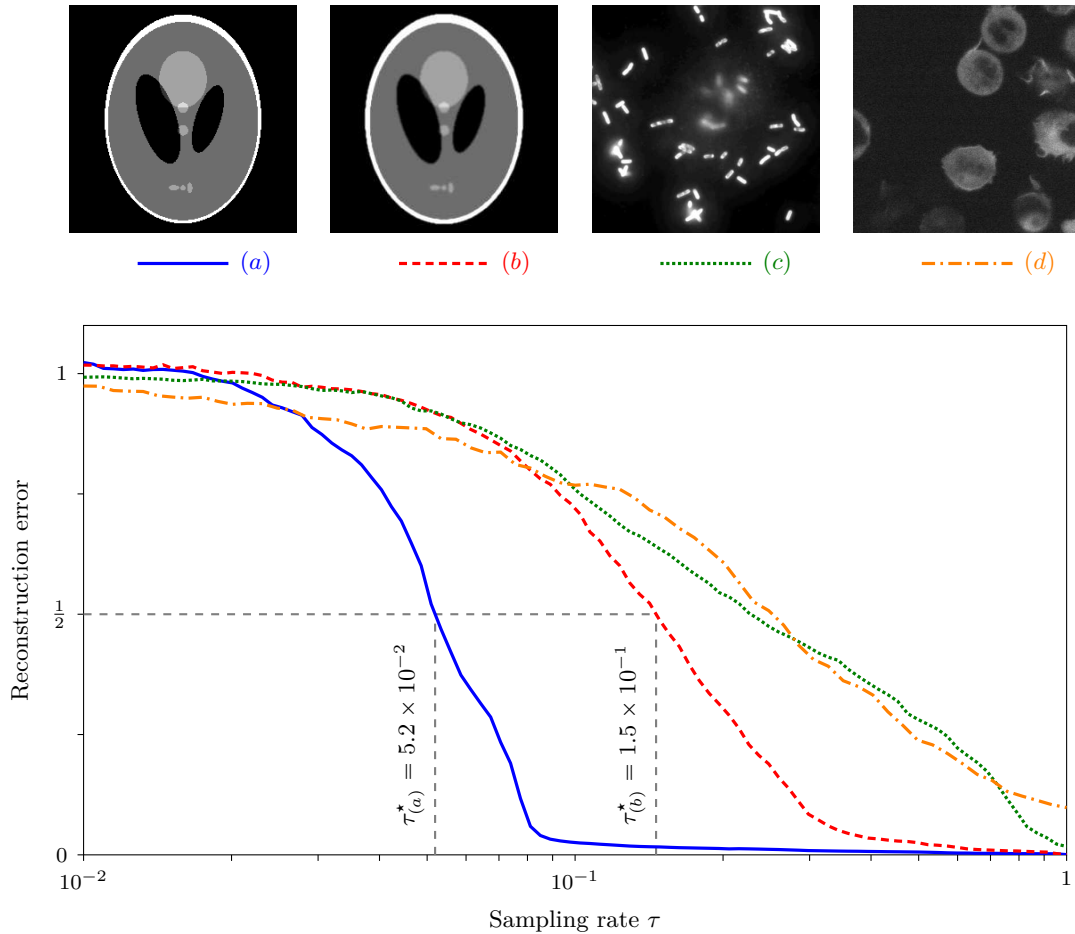 (a) (b) (c) (d)
1
1/2
0
Reconstruction error
τ⋆(a) = 5.2 × 10−2
τ⋆(b) = 1.5 × 10−1
10−2 10−1 1
Sampling rate τ